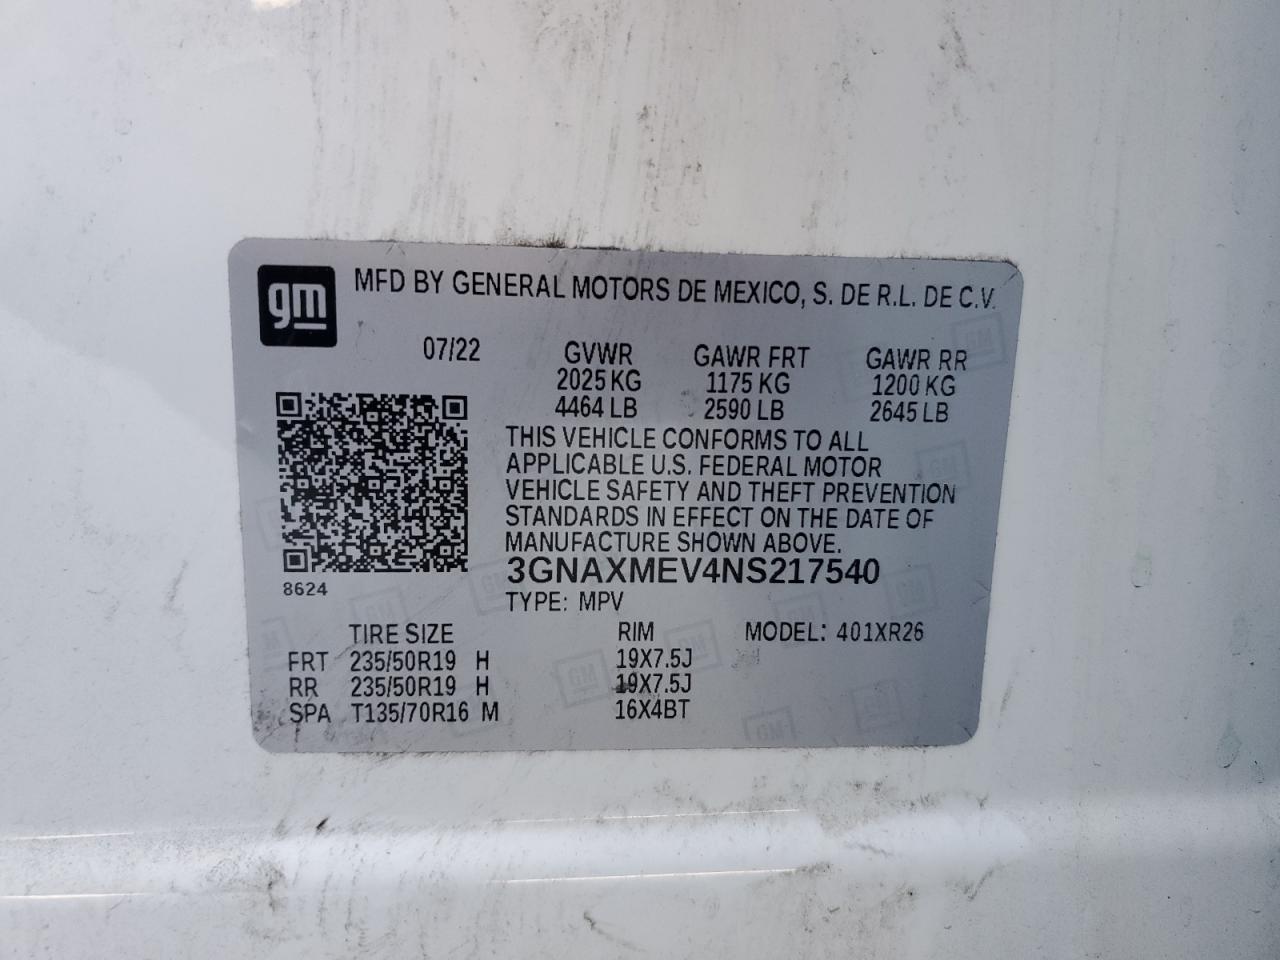 gm
MFD BY GENERAL MOTORS DE MEXICO, S. DE R.L. DE C.V.
07/22 GVWR GAWR FRT GAWR RR
2025 KG 1175 KG 1200 KG
4464 LB 2590 LB 2645 LB
THIS VEHICLE CONFORMS TO ALL
APPLICABLE U.S. FEDERAL MOTOR
VEHICLE SAFETY AND THEFT PREVENTION
STANDARDS IN EFFECT ON THE DATE OF
MANUFACTURE SHOWN ABOVE.
3GNAXMEV4NS217540
8624
TYPE: MPV
TIRE SIZE RIM MODEL: 401XR26
FRT 235/50R19 H 19X7.5J
RR 235/50R19 H 19X7.5J
SPA T135/70R16 M 16X4BT